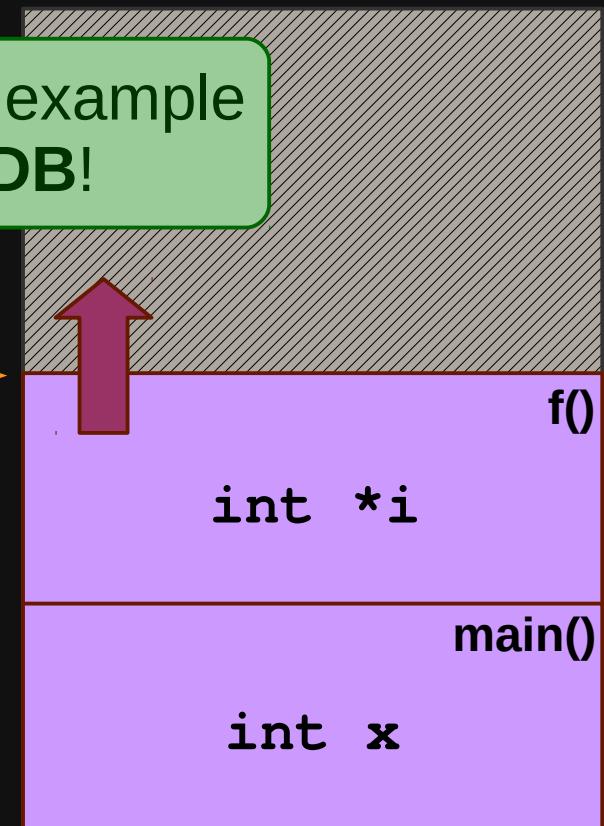 example
DB!
f()
int *i
main()
int x